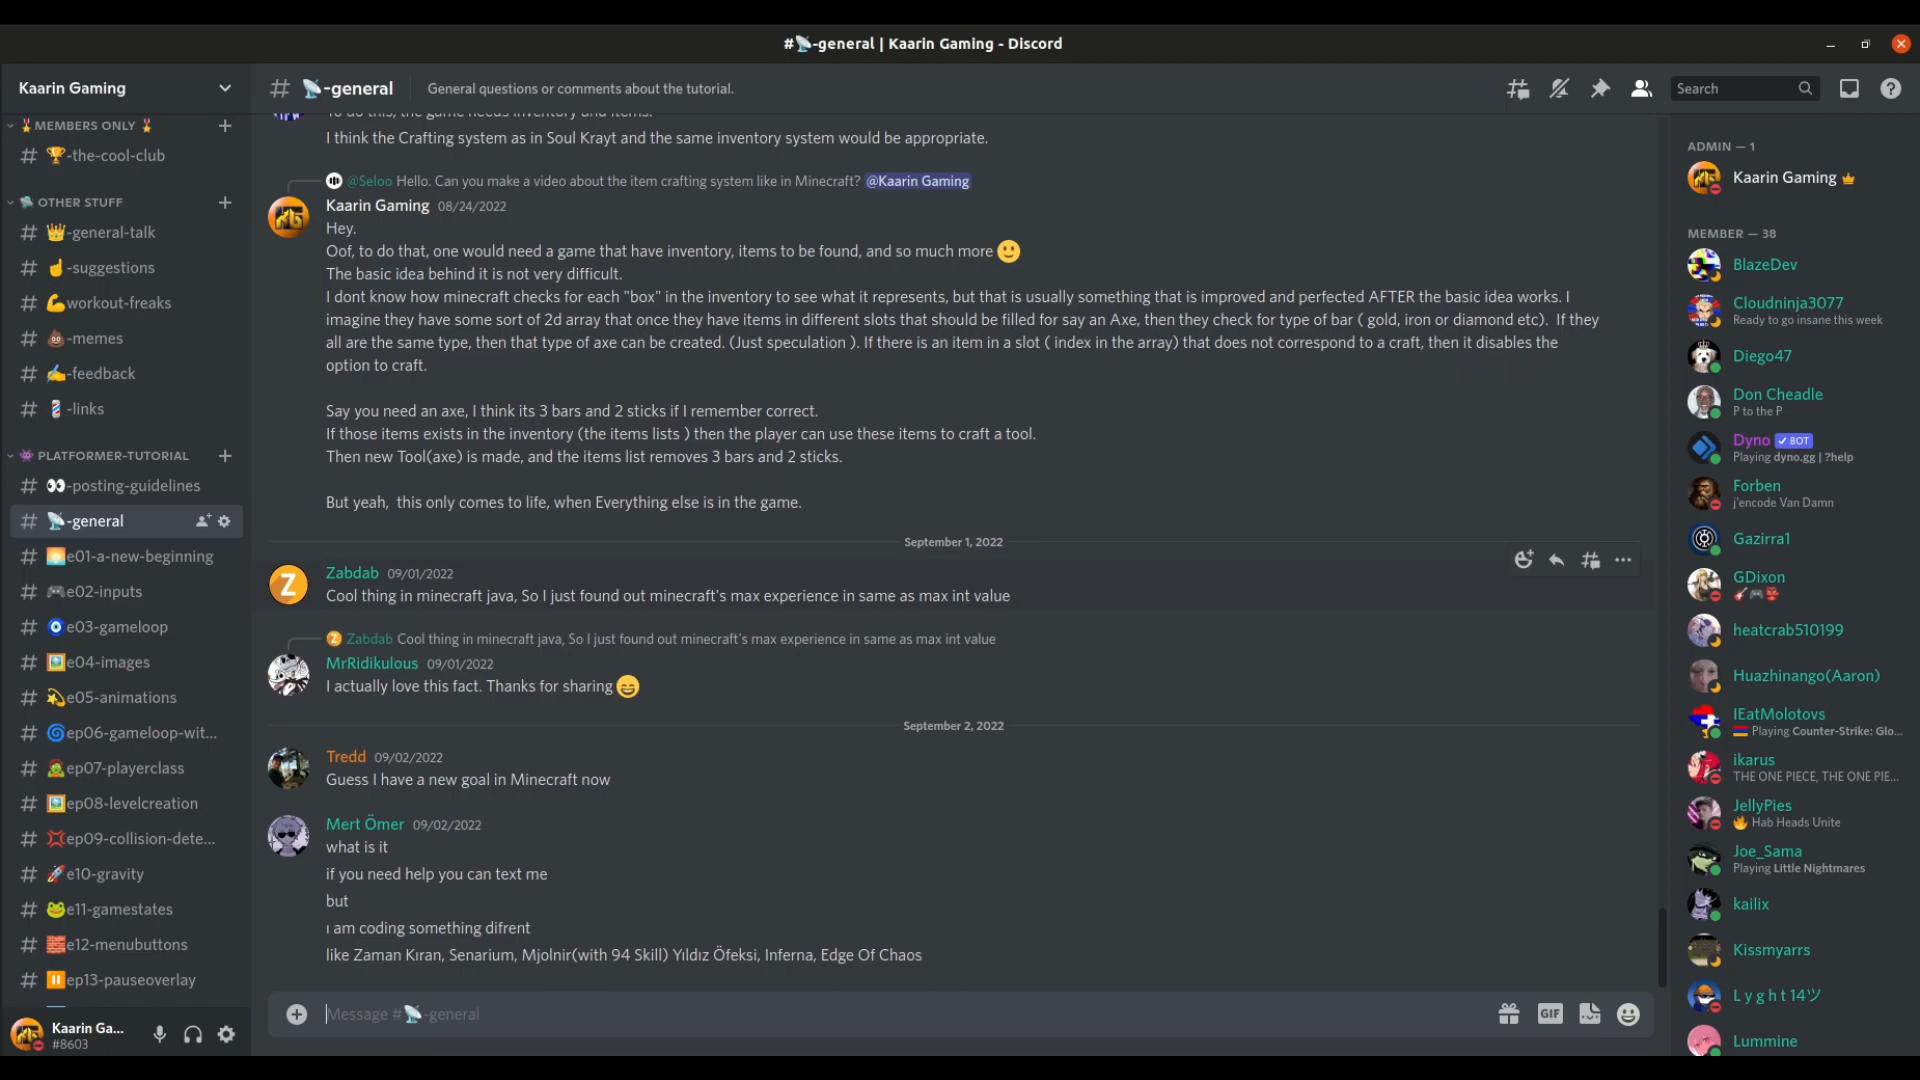 #📡-general | Kaarin Gaming - Discord
Kaarin Gaming
# 📡-general
General questions or comments about the tutorial.
Search
🎖️MEMBERS ONLY🎖️
# 🏆-the-cool-club
OTHER STUFF
# 👑-general-talk
# ☝-suggestions
# 💪workout-freaks
# 💩-memes
# ✍-feedback
# 💈-links
👾 PLATFORMER-TUTORIAL
# 👀-posting-guidelines
# 📡-general
# 🌅e01-a-new-beginning
# 🎮e02-inputs
# 🧿e03-gameloop
# 🖼️e04-images
# 💫e05-animations
# 🌀ep06-gameloop-wit...
# 🧟ep07-playerclass
# 🖼️ep08-levelcreation
# 💢ep09-collision-dete...
# 🚀e10-gravity
# 🐸e11-gamestates
# 🧱e12-menubuttons
# ⏸️ep13-pauseoverlay
Kaarin Ga...
#8603
To do this, the game needs inventory and items.
I think the Crafting system as in Soul Krayt and the same inventory system would be appropriate.
@Seloo Hello. Can you make a video about the item crafting system like in Minecraft? @Kaarin Gaming
Kaarin Gaming 08/24/2022
Hey.
Oof, to do that, one would need a game that have inventory, items to be found, and so much more 🙂
The basic idea behind it is not very difficult.
I dont know how minecraft checks for each "box" in the inventory to see what it represents, but that is usually something that is improved and perfected AFTER the basic idea works. I
imagine they have some sort of 2d array that once they have items in different slots that should be filled for say an Axe, then they check for type of bar ( gold, iron or diamond etc). If they
all are the same type, then that type of axe can be created. (Just speculation ). If there is an item in a slot ( index in the array) that does not correspond to a craft, then it disables the
option to craft.
Say you need an axe, I think its 3 bars and 2 sticks if I remember correct.
If those items exists in the inventory (the items lists ) then the player can use these items to craft a tool.
Then new Tool(axe) is made, and the items list removes 3 bars and 2 sticks.
But yeah, this only comes to life, when Everything else is in the game.
September 1, 2022
Z
Zabdab 09/01/2022
Cool thing in minecraft java, So I just found out minecraft's max experience in same as max int value
Zabdab Cool thing in minecraft java, So I just found out minecraft's max experience in same as max int value
MrRidikulous 09/01/2022
I actually love this fact. Thanks for sharing 😄
September 2, 2022
Tredd 09/02/2022
Guess I have a new goal in Minecraft now
Mert Ömer 09/02/2022
what is it
if you need help you can text me
but
ı am coding something difrent
like Zaman Kıran, Senarium, Mjolnir(with 94 Skill) Yıldız Öfeksi, Inferna, Edge Of Chaos
Message #📡-general
GIF
ADMIN — 1
Kaarin Gaming
MEMBER — 38
BlazeDev
Cloudninja3077
Ready to go insane this week
Diego47
Don Cheadle
P to the P
Dyno ✓ BOT
Playing dyno.gg | ?help
Forben
j'encode Van Damn
Gazirra1
GDixon
🎸🎮👺
heatcrab510199
Huazhinango(Aaron)
IEatMolotovs
Playing Counter-Strike: Glo...
ikarus
THE ONE PIECE, THE ONE PIE...
JellyPies
🔥 Hab Heads Unite
Joe_Sama
Playing Little Nightmares
kailix
Kissmyarrs
L y g h t 14ツ
Lummine